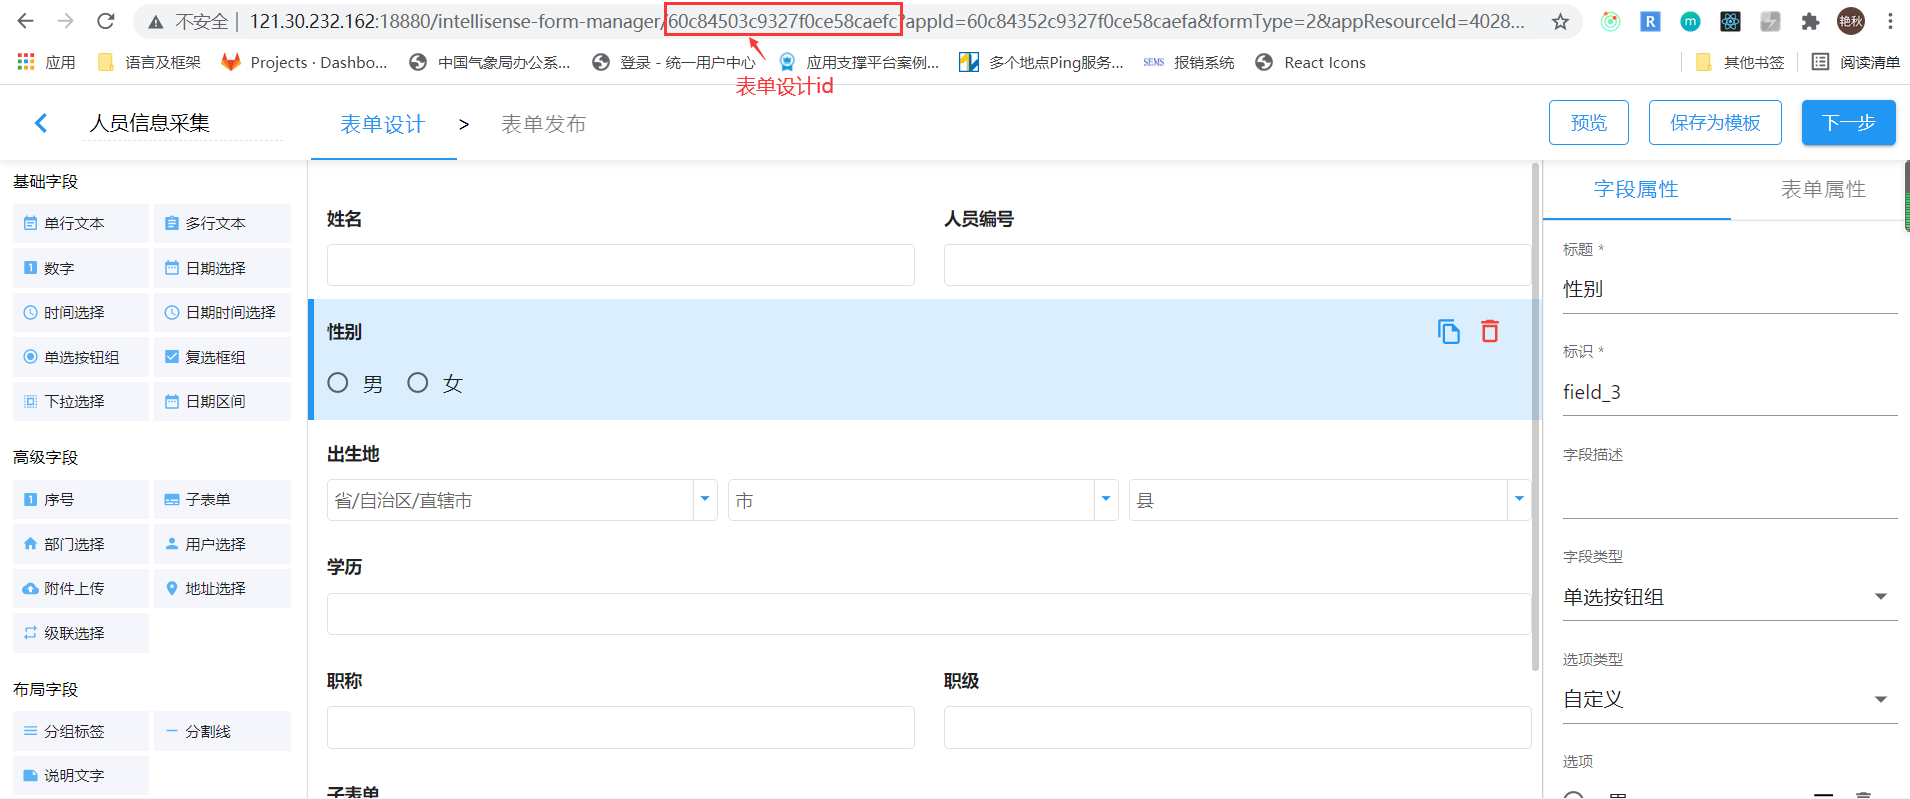 不安全 | 121.30.232.162:18880/intellisense-form-manager/60c84503c9327f0ce58caefc?appId=60c84352c9327f0ce58caefa&formType=2&appResourceId=4028...
R m 艳秋
应用 语言及框架 Projects · Dashbo... 中国气象局办公系... 登录 - 统一用户中心 应用支撑平台案例... 多个地点Ping服务... SEMS 报销系统 React Icons 其他书签 阅读清单
表单设计id
人员信息采集 表单设计 > 表单发布 预览 保存为模板 下一步
基础字段
单行文本 多行文本
数字 日期选择
时间选择 日期时间选择
单选按钮组 复选框组
下拉选择 日期区间
高级字段
序号 子表单
部门选择 用户选择
附件上传 地址选择
级联选择
布局字段
分组标签 分割线
说明文字
姓名 人员编号
性别
男 女
出生地
省/自治区/直辖市 市 县
学历
职称 职级
子表单
字段属性 表单属性
标题 *
性别
标识 *
field_3
字段描述
字段类型
单选按钮组
选项类型
自定义
选项
男